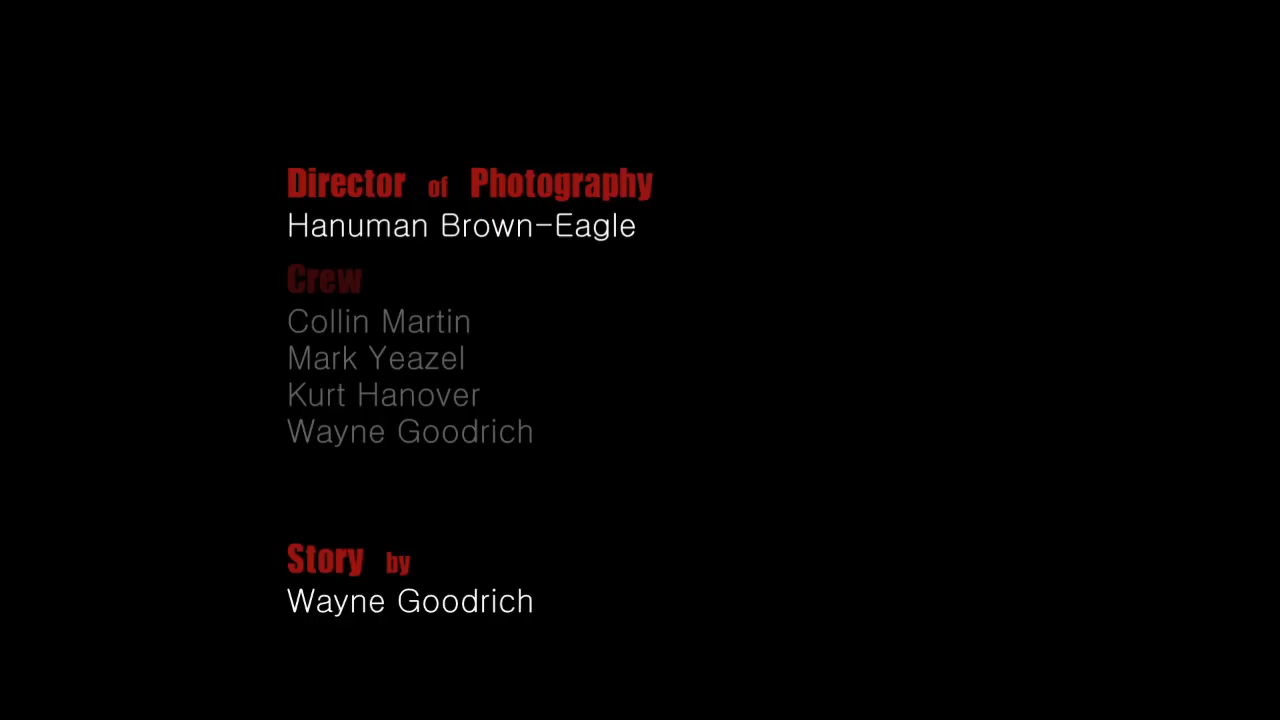 Director of Photography
Hanuman Brown-Eagle
Crew
Collin Martin
Mark Yeazel
Kurt Hanover
Wayne Goodrich
Story by
Wayne Goodrich